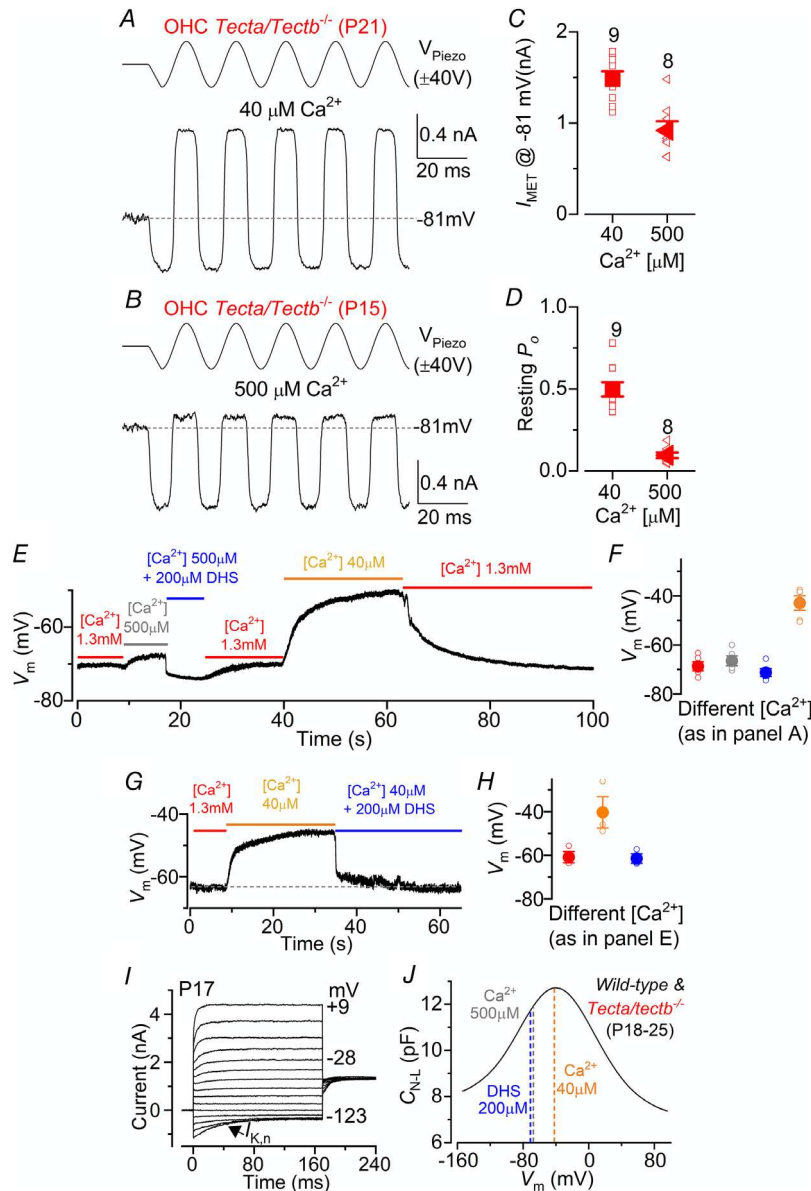 A
OHC Tecta/Tectb-/- (P21)
VPiezo
(±40V)
40 μM Ca2+
0.4 nA
20 ms
-81mV
B
OHC Tecta/Tectb-/- (P15)
VPiezo
(±40V)
500 μM Ca2+
-81mV
0.4 nA
20 ms
C
IMET @ -81 mV(nA)
2
1
0
9
8
40
500
Ca2+ [μM]
D
Resting Po
1.0
0.5
0.0
9
8
40
500
Ca2+ [μM]
E
[Ca2+] 500μM
+ 200μM DHS
[Ca2+] 40μM
[Ca2+] 1.3mM
[Ca2+]
1.3mM
[Ca2+]
500μM
[Ca2+] 1.3mM
Vm (mV)
-60
-80
0
20
40
60
80
100
Time (s)
F
Vm (mV)
-40
-60
-80
Different [Ca2+]
(as in panel A)
G
[Ca2+]
1.3mM
[Ca2+]
40μM
[Ca2+] 40μM
+ 200μM DHS
Vm (mV)
-40
-60
0
10
20
30
40
50
60
Time (s)
H
Vm (mV)
-40
-60
-80
Different [Ca2+]
(as in panel E)
I
P17
mV
+9
-28
-123
IK,n
Current (nA)
4
2
0
0
80
160
240
Time (ms)
J
Wild-type &
Tecta/tectb-/-
(P18-25)
Ca2+
500μM
Ca2+
40μM
DHS
200μM
CN-L (pF)
12
10
8
6
-160
-80
0
80
Vm (mV)